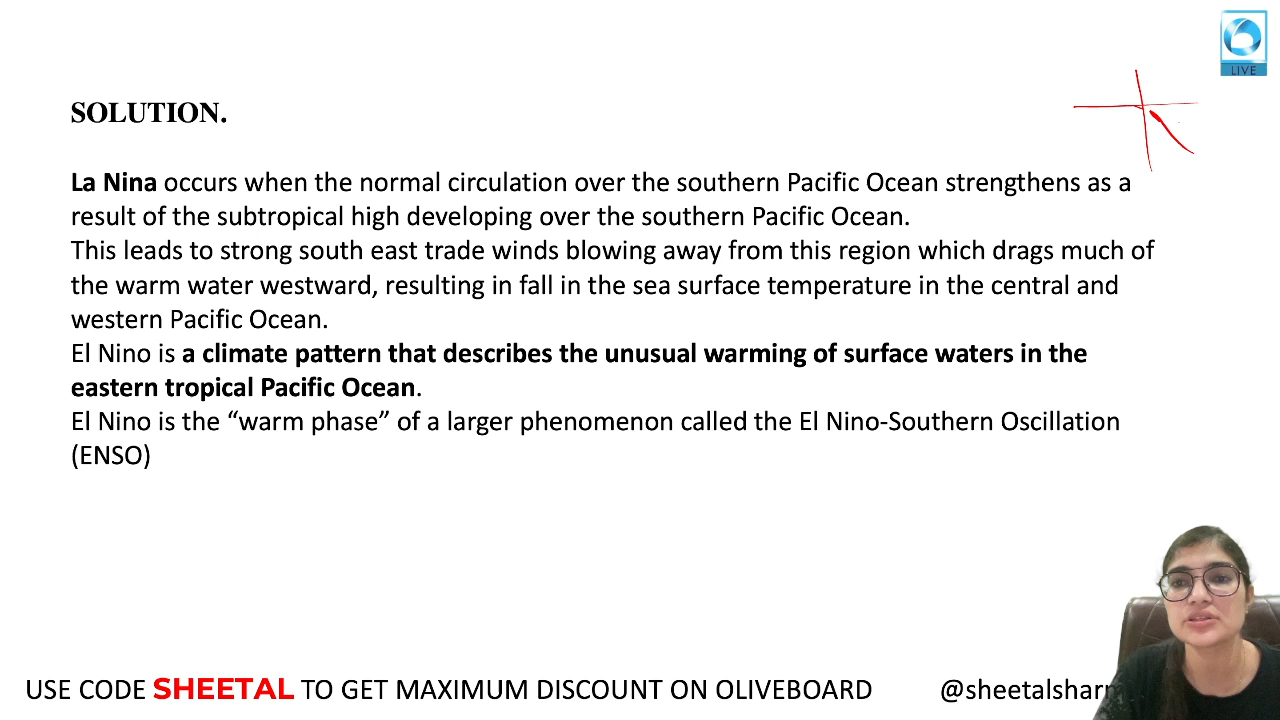 LIVE
SOLUTION.
La Nina occurs when the normal circulation over the southern Pacific Ocean strengthens as a
result of the subtropical high developing over the southern Pacific Ocean.
This leads to strong south east trade winds blowing away from this region which drags much of
the warm water westward, resulting in fall in the sea surface temperature in the central and
western Pacific Ocean.
El Nino is a climate pattern that describes the unusual warming of surface waters in the
eastern tropical Pacific Ocean.
El Nino is the “warm phase” of a larger phenomenon called the El Nino-Southern Oscillation
(ENSO)
USE CODE SHEETAL TO GET MAXIMUM DISCOUNT ON OLIVEBOARD